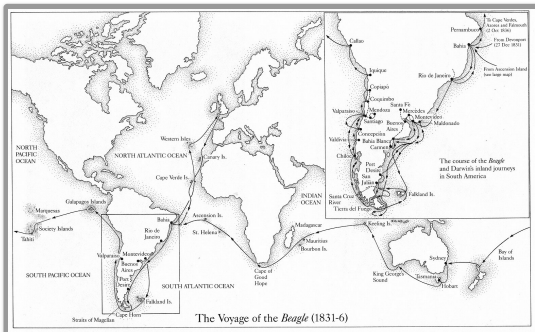 To Cape Verdes,
Azores and Falmouth
(2 Oct 1836)
Pernambuco
From Devonport
(27 Dec 1831)
Bahia
Callao
From Ascension Island
(see large map)
Rio de Janeiro
Iquique
Copiapó
Coquimbo
Santa Fé
Mendoza
Mercedes
Valparaiso
Montevideo
Santiago
Buenos
Aires
Maldonado
Concepción
Valdivia
Bahia Blanca
Carmen
Chiloé
The course of the Beagle
and Darwin's inland journeys
in South America
Port
Desire
San
Julián
Santa Cruz
River
Falkland Is.
Tierra del Fuego
Western Isles
NORTH
PACIFIC
OCEAN
NORTH ATLANTIC OCEAN
Canary Is.
Cape Verde Is.
INDIAN
OCEAN
Galapagos Islands
Marquesas
Bahia
Ascension Is.
Madagascar
Keeling Is.
Society Islands
Rio de
Janeiro
St. Helena
Mauritius
Tahiti
Bourbon Is.
Valparaiso
Montevideo
Bay of
Islands
Buenos
Aires
Sydney
SOUTH PACIFIC OCEAN
Port
Desire
SOUTH ATLANTIC OCEAN
Cape of
Good
Hope
King George's
Sound
Tasmania
Hobart
Falkland Is.
Cape Horn
Straits of Magellan
The Voyage of the Beagle (1831-6)